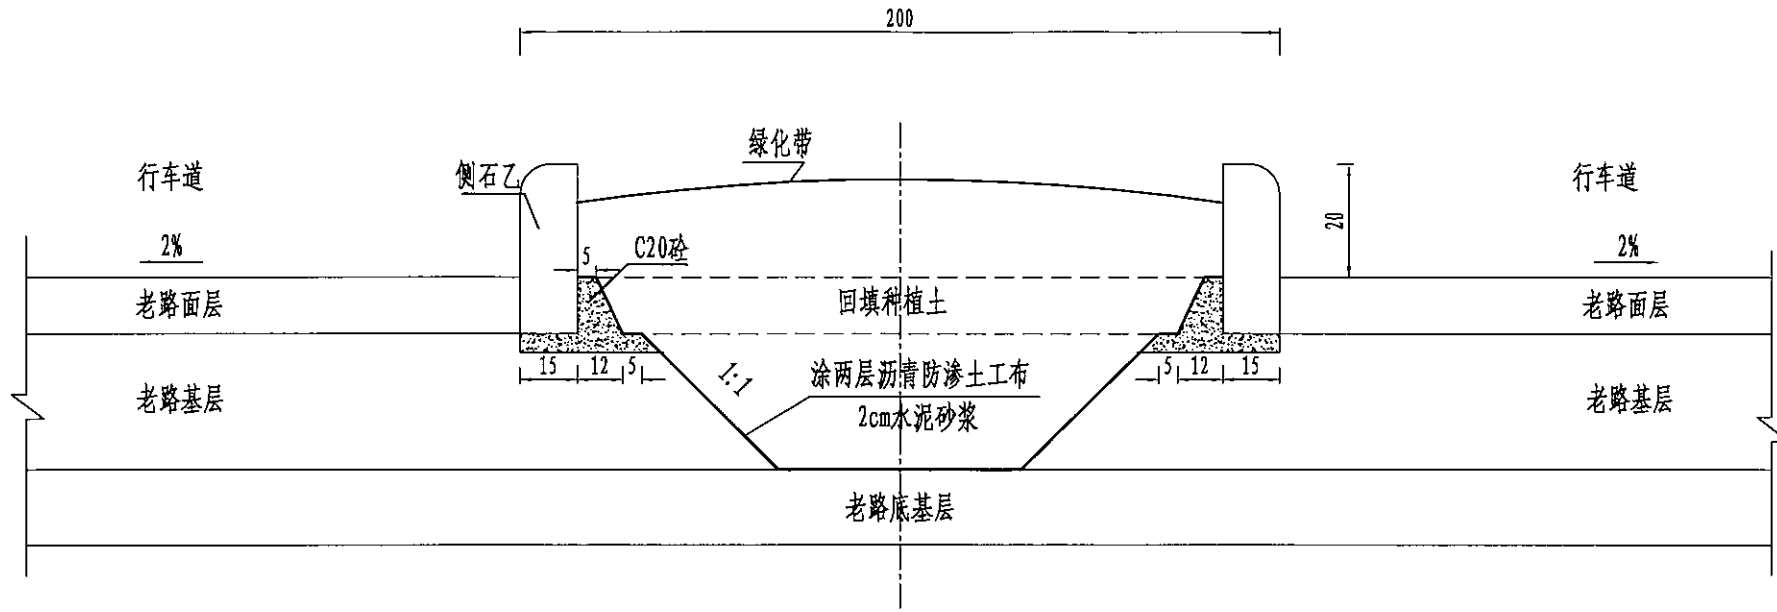 200
绿化带
行车道
侧石乙
行车道
20
2%
5
C20砼
2%
老路面层
回填种植土
老路面层
15
12
5
5
12
15
1:1
涂两层沥青防渗土工布
2cm水泥砂浆
老路基层
老路基层
老路底基层